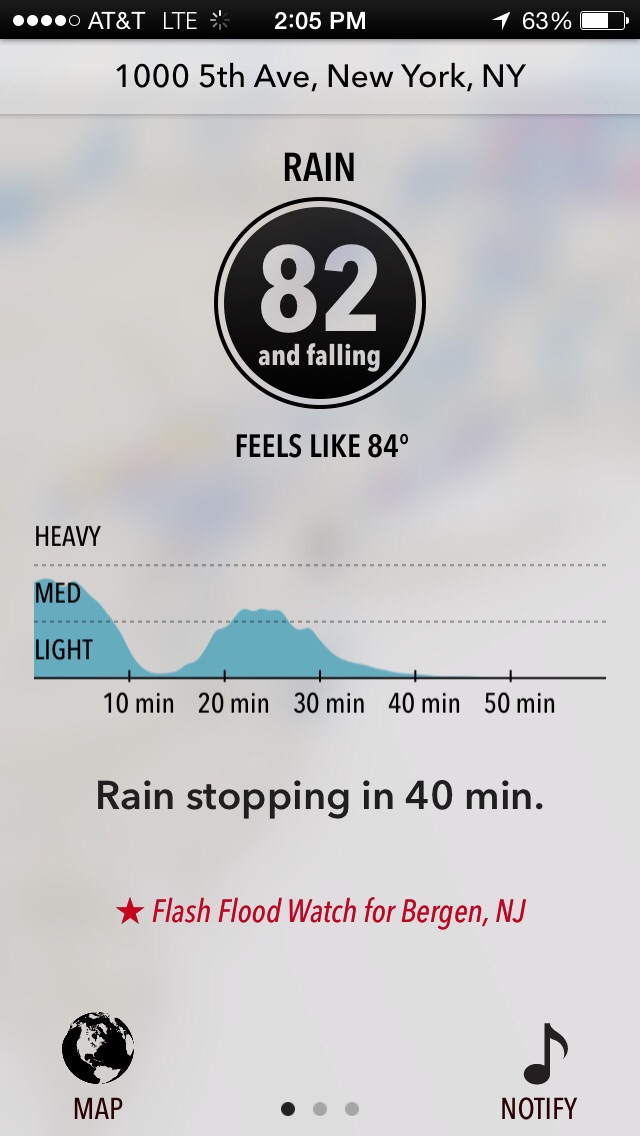 AT&T LTE 2:05 PM 63%
1000 5th Ave, New York, NY
RAIN
82
and falling
FEELS LIKE 84°
HEAVY
MED
LIGHT
10 min 20 min 30 min 40 min 50 min
Rain stopping in 40 min.
★ Flash Flood Watch for Bergen, NJ
MAP NOTIFY